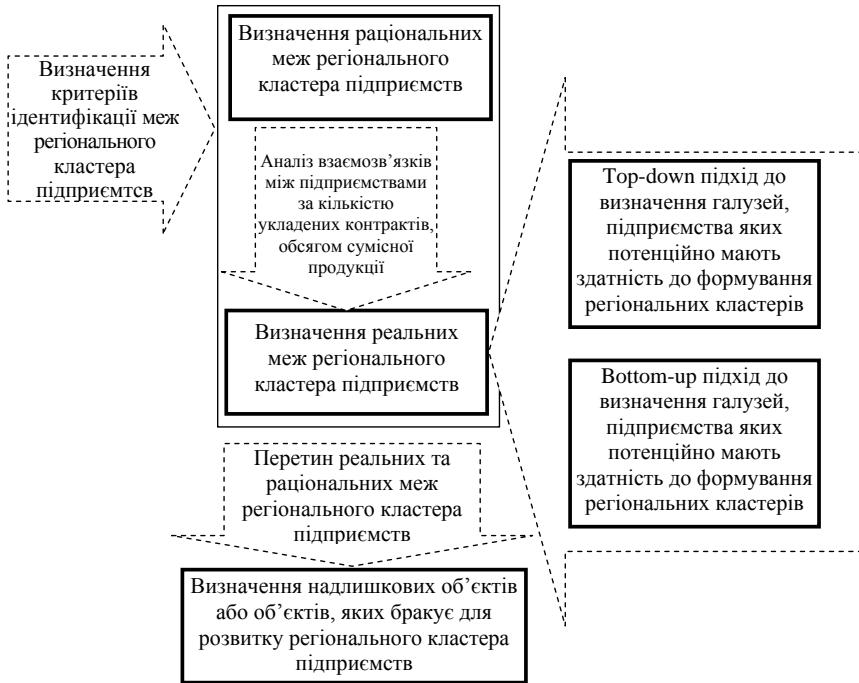 Визначення
критеріїв
ідентифікації меж
регіонального
кластера
підприємтсв
Визначення раціональних
меж регіонального
кластера підприємств
Аналіз взаємозв’язків
між підприємствами
за кількістю
укладених контрактів,
обсягом сумісної
продукції
Визначення реальних
меж регіонального
кластера підприємств
Top-down підхід до
визначення галузей,
підприємства яких
потенційно мають
здатність до формування
регіональних кластерів
Bottom-up підхід до
визначення галузей,
підприємства яких
потенційно мають
здатність до формування
регіональних кластерів
Перетин реальних та
раціональних меж
регіонального кластера
підприємств
Визначення надлишкових об’єктів
або об’єктів, яких бракує для
розвитку регіонального кластера
підприємств